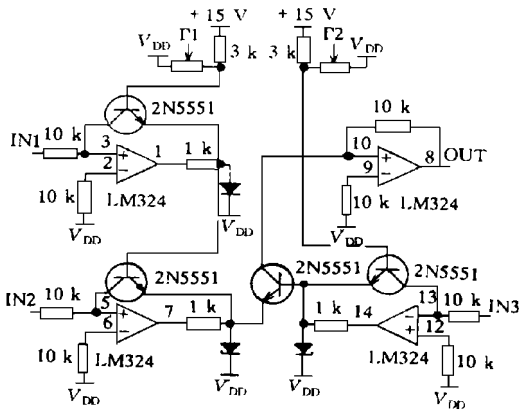 + 15 V
+ 15 V
Γ1
Γ2
V_DD
3 k
3 k
V_DD
2N5551
10 k
IN1
10 k
3
+
1
1 k
10
+
8
OUT
2
−
9
−
10 k
LM324
10 k
LM324
V_DD
V_DD
V_DD
2N5551
2N5551
2N5551
IN2
10 k
5
+
7
1 k
1 k
14
13
−
10 k
IN3
6
−
12
+
10 k
LM324
LM324
10 k
V_DD
V_DD
V_DD
V_DD